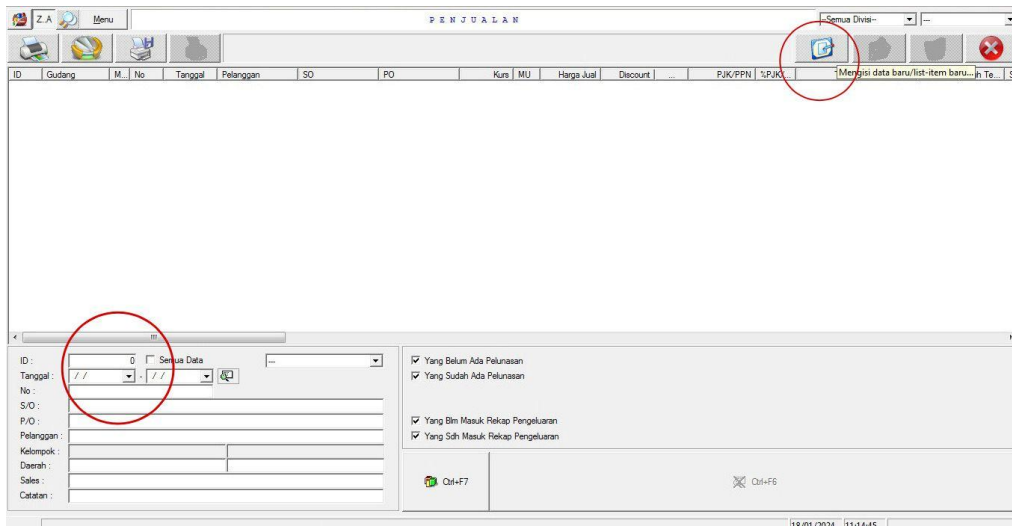 Z.A Menu PENJUALAN --Semua Divisi-- ---
Mengisi data baru/list-item baru...
ID Gudang M... No Tanggal Pelanggan SO PO Kurs MU Harga Jual Discount ... PJK/PPN %PJK/... h Te...
ID : 0 Semua Data ---
Tanggal : / / - / /
No :
S/O :
P/O :
Pelanggan :
Kelompok :
Daerah :
Sales :
Catatan :
Yang Belum Ada Pelunasan
Yang Sudah Ada Pelunasan
Yang Blm Masuk Rekap Pengeluaran
Yang Sdh Masuk Rekap Pengeluaran
Ctrl+F7 Ctrl+F6
18/01/2024 11:14:45